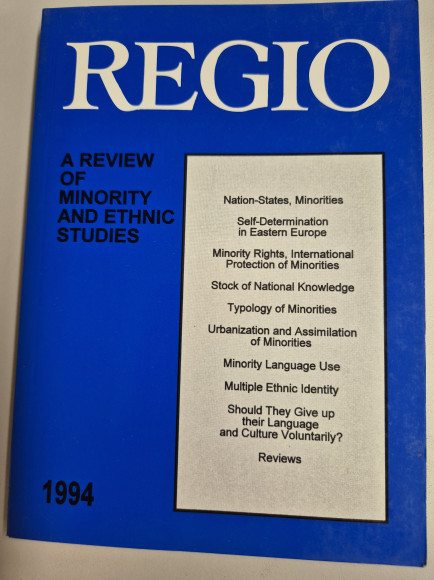 REGIO
A REVIEW
OF
MINORITY
AND ETHNIC
STUDIES
Nation-States, Minorities
Self-Determination
in Eastern Europe
Minority Rights, International
Protection of Minorities
Stock of National Knowledge
Typology of Minorities
Urbanization and Assimilation
of Minorities
Minority Language Use
Multiple Ethnic Identity
Should They Give up
their Language
and Culture Voluntarily?
Reviews
1994